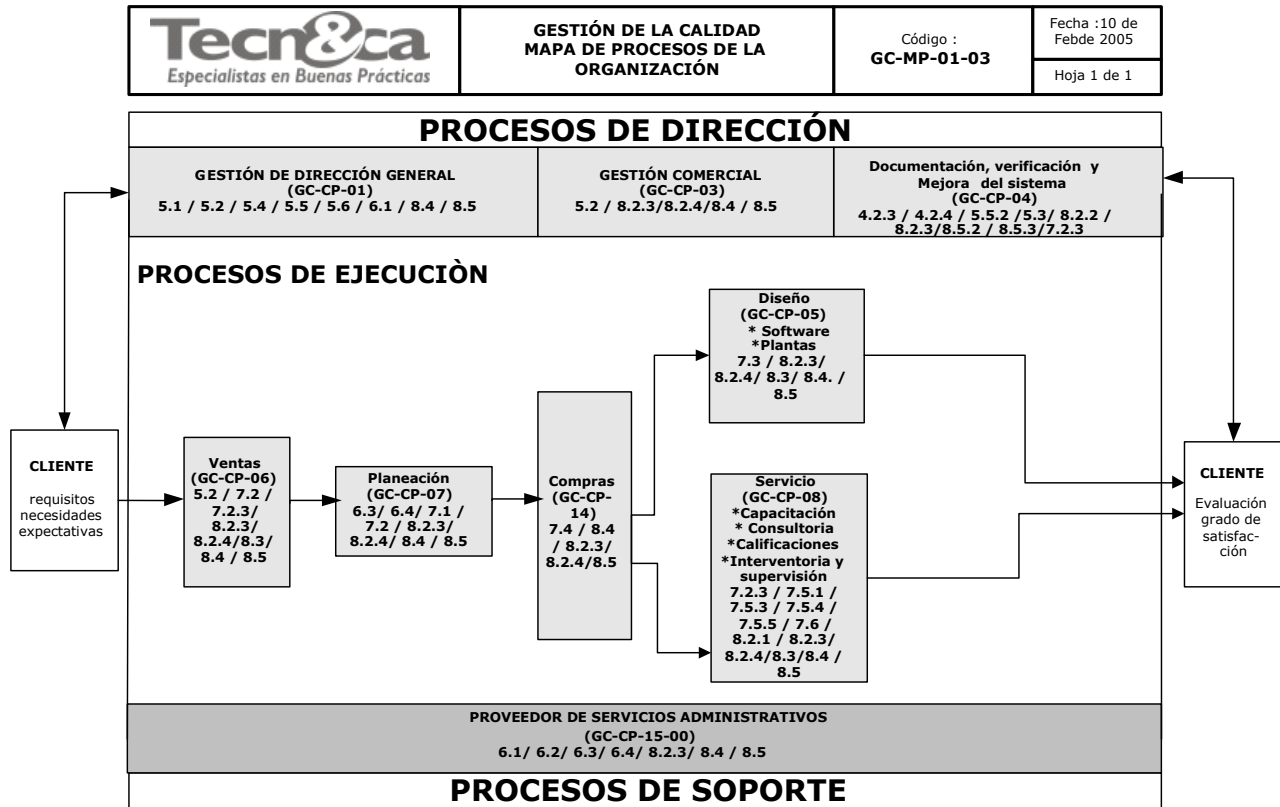 Tecn&ca
Especialistas en Buenas Prácticas
GESTIÓN DE LA CALIDAD
MAPA DE PROCESOS DE LA
ORGANIZACIÓN
Código :
GC-MP-01-03
Fecha :10 de
Febde 2005
Hoja 1 de 1
PROCESOS DE DIRECCIÓN
GESTIÓN DE DIRECCIÓN GENERAL
(GC-CP-01)
5.1 / 5.2 / 5.4 / 5.5 / 5.6 / 6.1 / 8.4 / 8.5
GESTIÓN COMERCIAL
(GC-CP-03)
5.2 / 8.2.3/8.2.4/8.4 / 8.5
Documentación, verificación y
Mejora del sistema
(GC-CP-04)
4.2.3 / 4.2.4 / 5.5.2 /5.3/ 8.2.2 /
8.2.3/8.5.2 / 8.5.3/7.2.3
PROCESOS DE EJECUCIÒN
CLIENTE
requisitos
necesidades
expectativas
Ventas
(GC-CP-06)
5.2 / 7.2 /
7.2.3/
8.2.3/
8.2.4/8.3/
8.4 / 8.5
Planeación
(GC-CP-07)
6.3/ 6.4/ 7.1 /
7.2 / 8.2.3/
8.2.4/ 8.4 / 8.5
Compras
(GC-CP-
14)
7.4 / 8.4
/ 8.2.3/
8.2.4/8.5
Diseño
(GC-CP-05)
* Software
*Plantas
7.3 / 8.2.3/
8.2.4/ 8.3/ 8.4. /
8.5
Servicio
(GC-CP-08)
*Capacitación
* Consultoria
*Calificaciones
*Interventoria y
supervisión
7.2.3 / 7.5.1 /
7.5.3 / 7.5.4 /
7.5.5 / 7.6 /
8.2.1 / 8.2.3/
8.2.4/8.3/8.4 /
8.5
CLIENTE
Evaluación
grado de
satisfac-
ción
PROVEEDOR DE SERVICIOS ADMINISTRATIVOS
(GC-CP-15-00)
6.1/ 6.2/ 6.3/ 6.4/ 8.2.3/ 8.4 / 8.5
PROCESOS DE SOPORTE